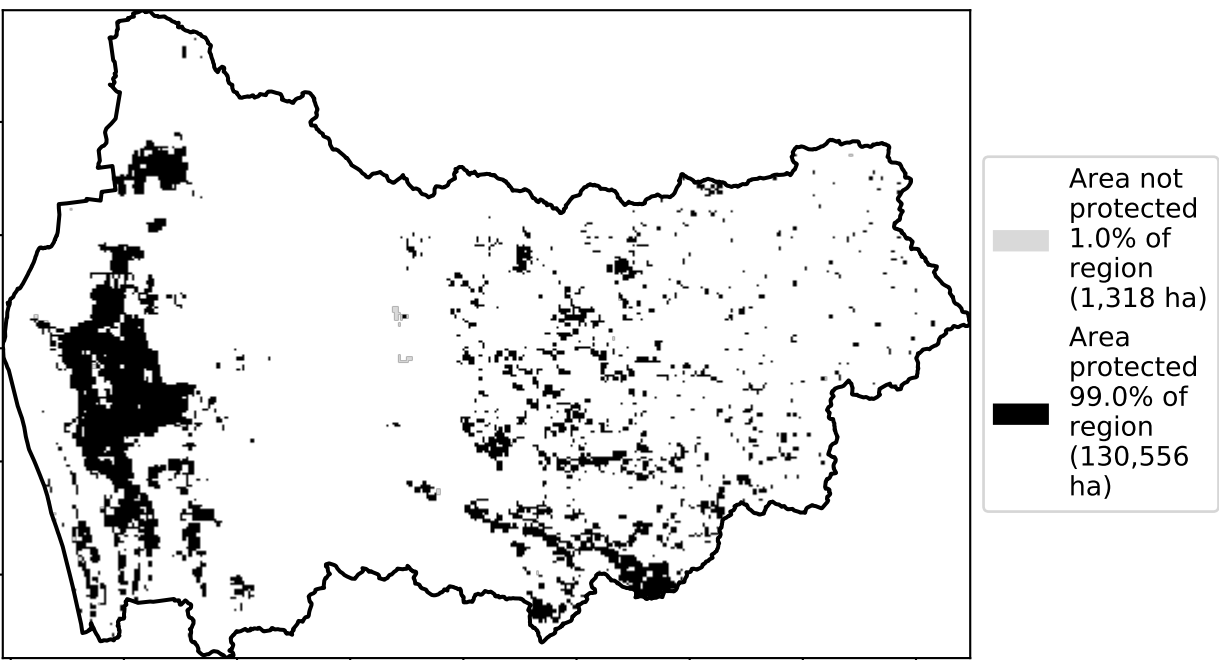 Area not
protected
1.0% of
region
(1,318 ha)
Area
protected
99.0% of
region
(130,556
ha)